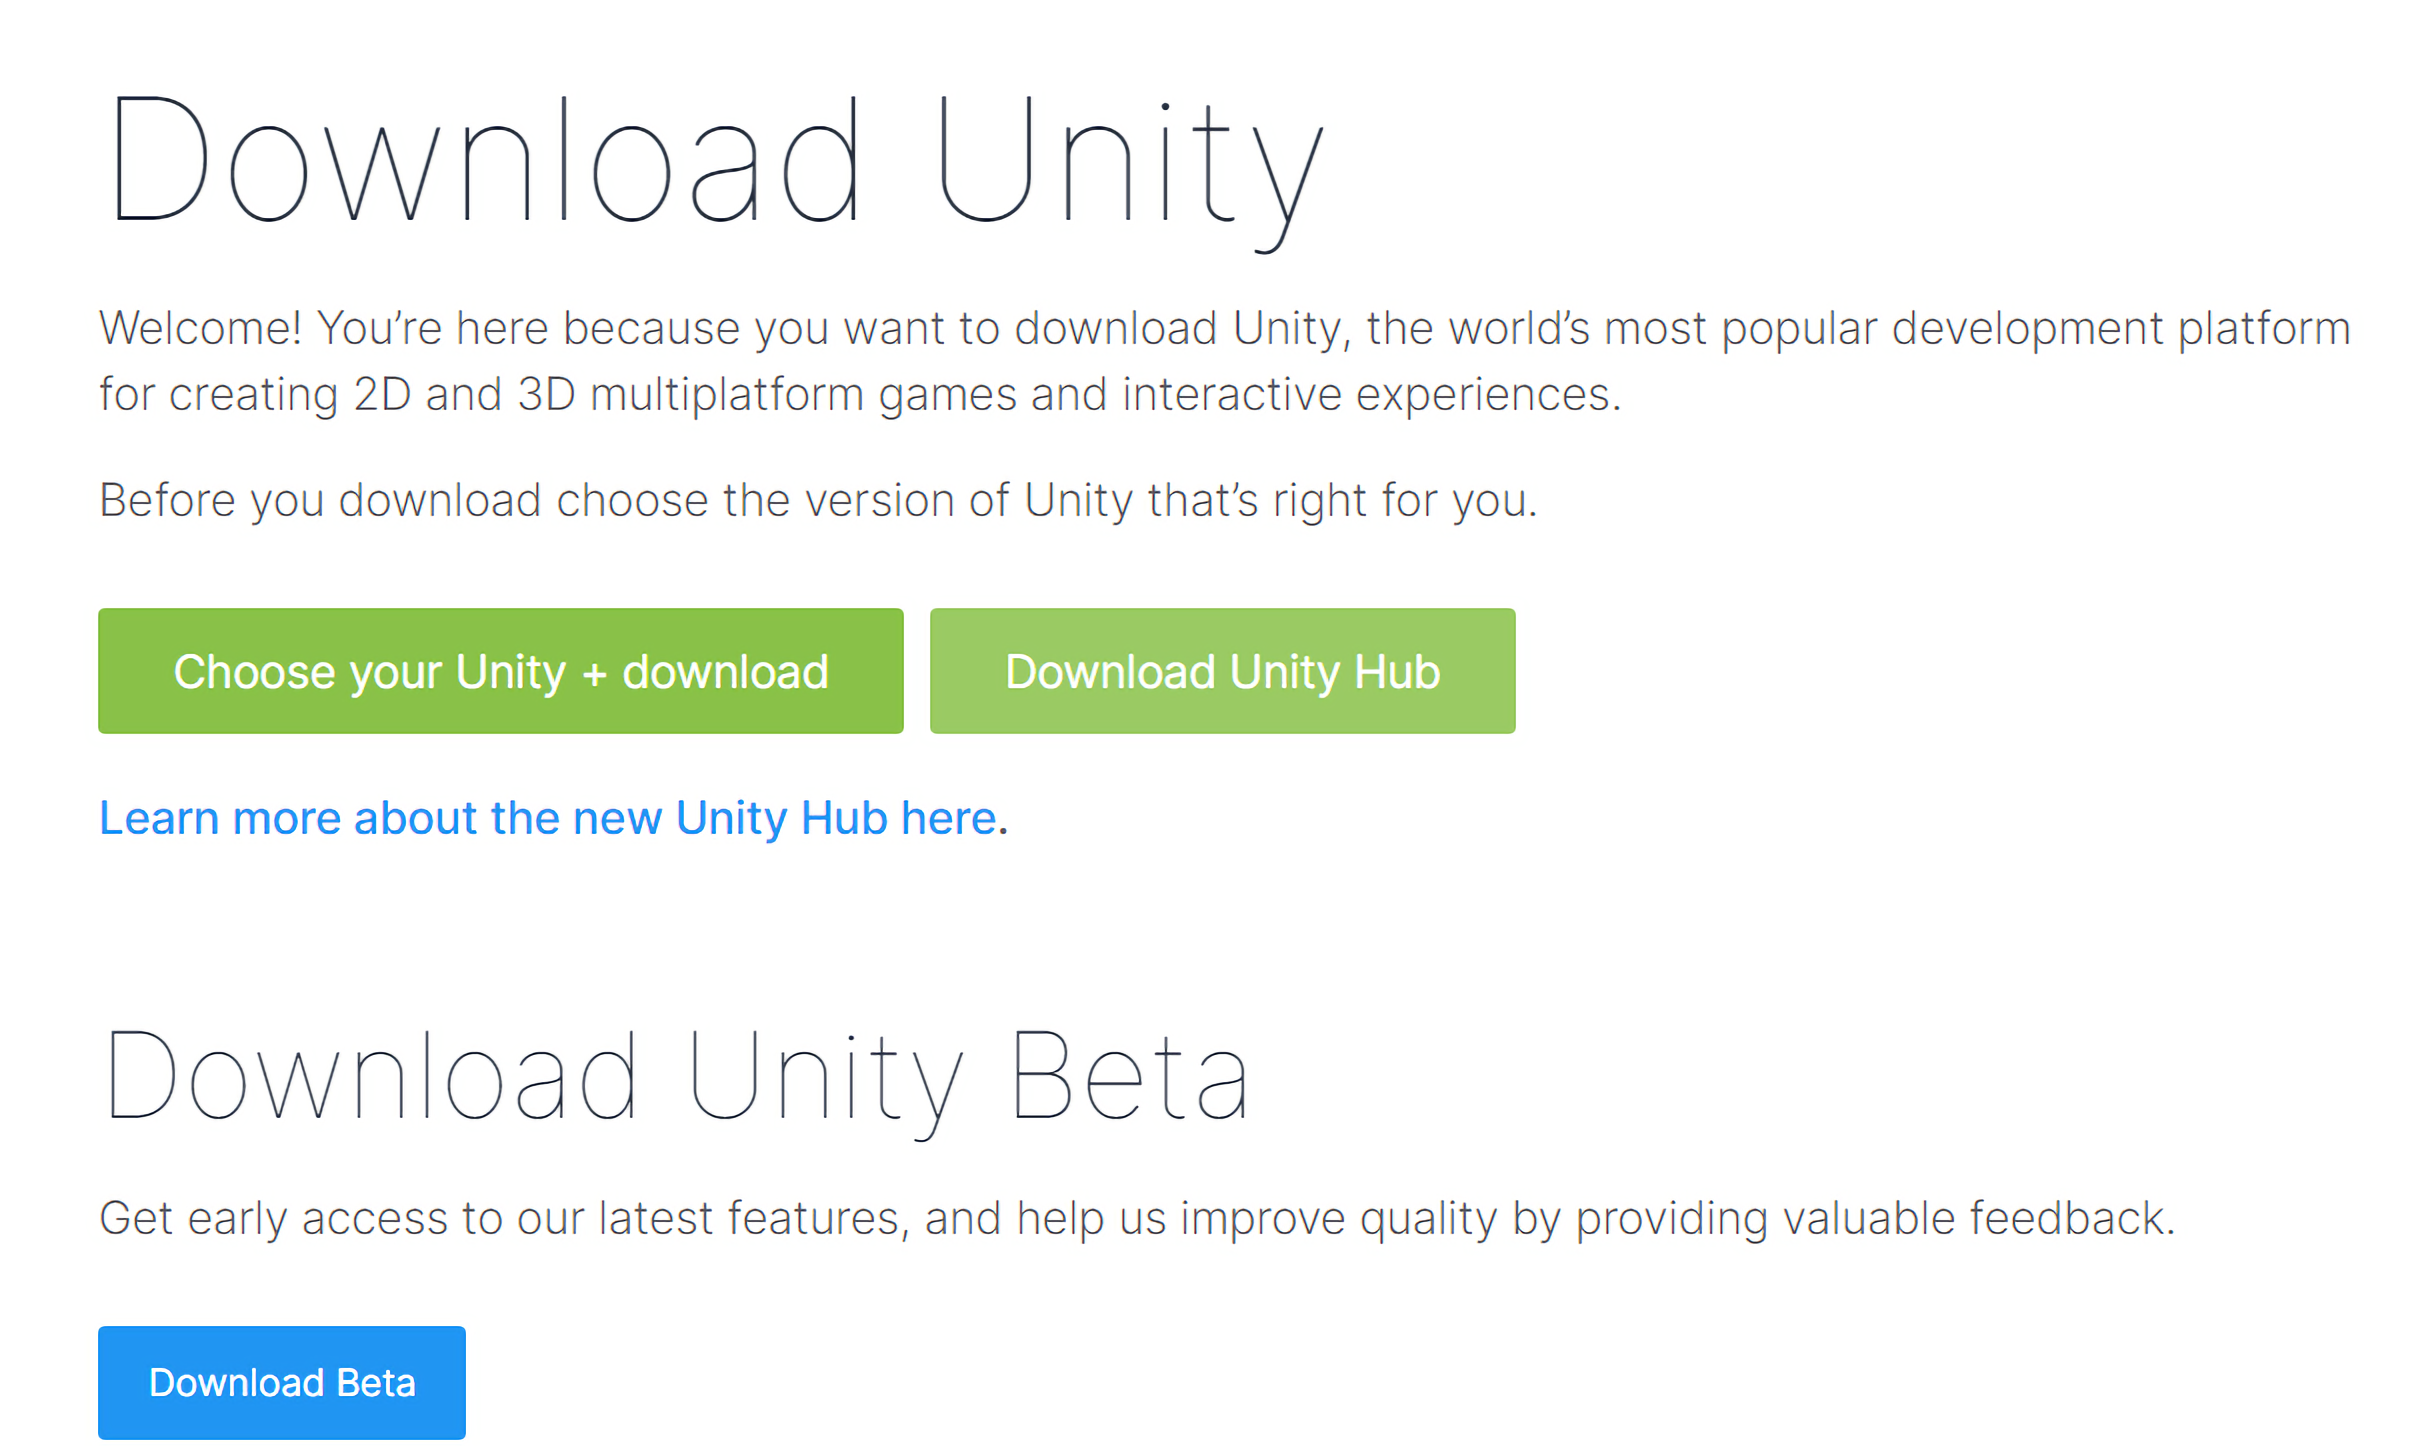 Download Unity
Welcome! You’re here because you want to download Unity, the world’s most popular development platform
for creating 2D and 3D multiplatform games and interactive experiences.
Before you download choose the version of Unity that’s right for you.
Choose your Unity + download
Download Unity Hub
Learn more about the new Unity Hub here.
Download Unity Beta
Get early access to our latest features, and help us improve quality by providing valuable feedback.
Download Beta